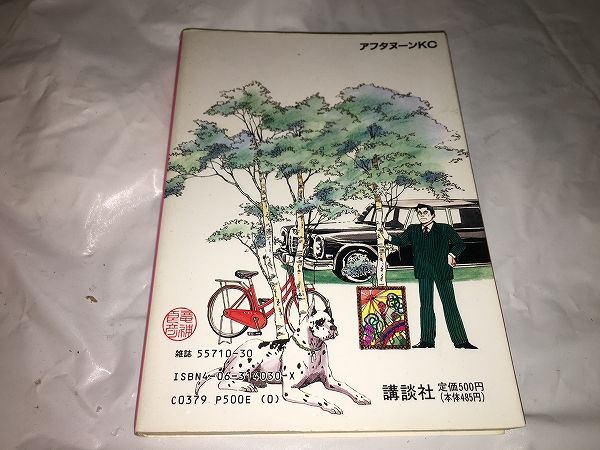 アフタヌーンKC
雑誌 55710-30
ISBN4-06-314030-X
C0379 P500E (0)
講談社
定価500円
(本体485円)